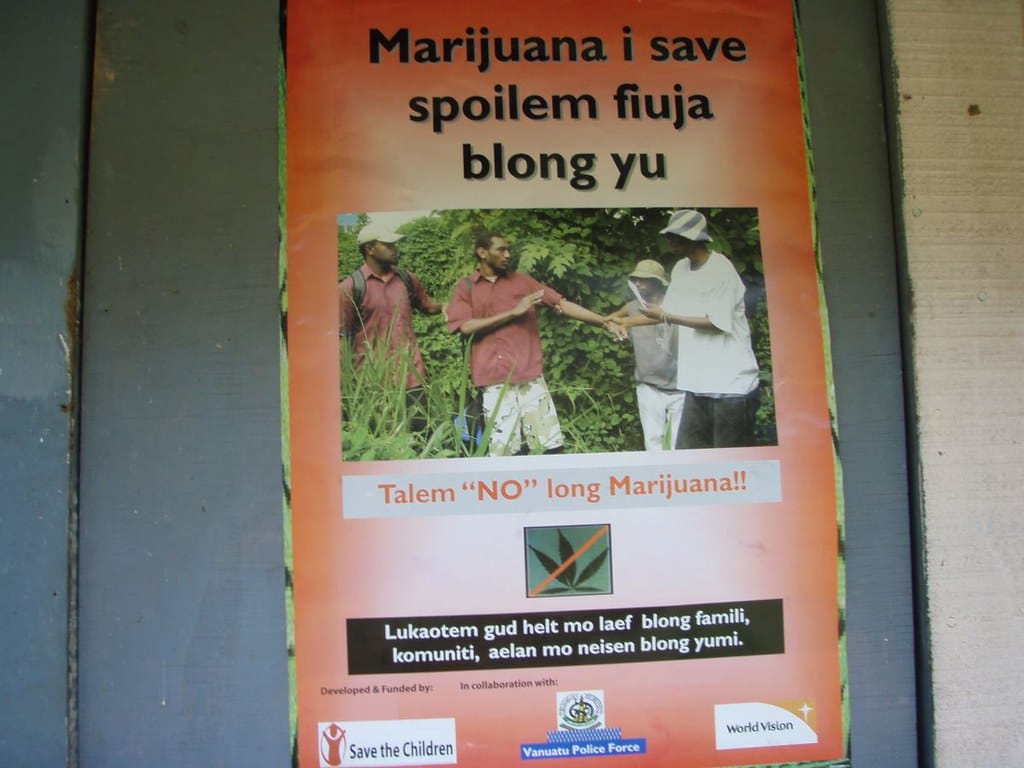 Marijuana i save
spoilem fiuja
blong yu
Talem “NO” long Marijuana!!
Lukaotem gud helt mo laef blong famili,
komuniti, aelan mo neisen blong yumi.
Developed & Funded by:
In collaboration with:
Save the Children
Vanuatu Police Force
World Vision